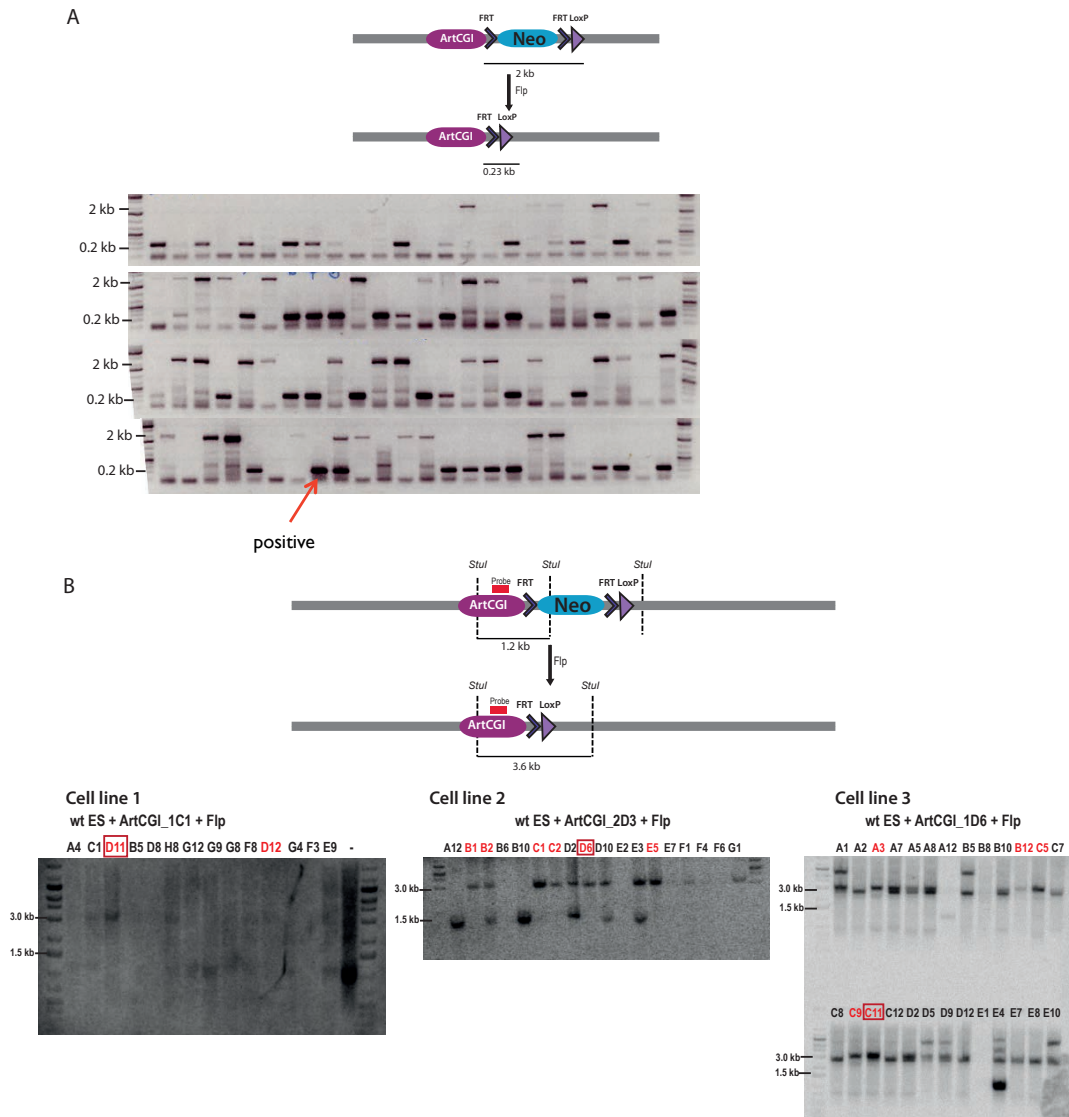 A
FRT FRT LoxP
ArtCGI Neo
2 kb
Flp
FRT LoxP
ArtCGI
0.23 kb
2 kb
0.2 kb
2 kb
0.2 kb
2 kb
0.2 kb
2 kb
0.2 kb
positive
B
StuI StuI StuI
Probe FRT FRT LoxP
ArtCGI Neo
1.2 kb
Flp
StuI StuI
Probe FRT LoxP
ArtCGI
3.6 kb
Cell line 1
wt ES + ArtCGI_1C1 + Flp
A4 C1 D11 B5 D8 H8 G12 G9 G8 F8 D12 G4 F3 E9 -
3.0 kb
1.5 kb
Cell line 2
wt ES + ArtCGI_2D3 + Flp
A12 B1 B2 B6 B10 C1 C2 D2 D6 D10 E2 E3 E5 E7 F1 F4 F6 G1
3.0 kb
1.5 kb
Cell line 3
wt ES + ArtCGI_1D6 + Flp
A1 A2 A3 A7 A5 A8 A12 B5 B8 B10 B12 C5 C7
3.0 kb
1.5 kb
C8 C9 C11 C12 D2 D5 D9 D12 E1 E4 E7 E8 E10
3.0 kb
1.5 kb